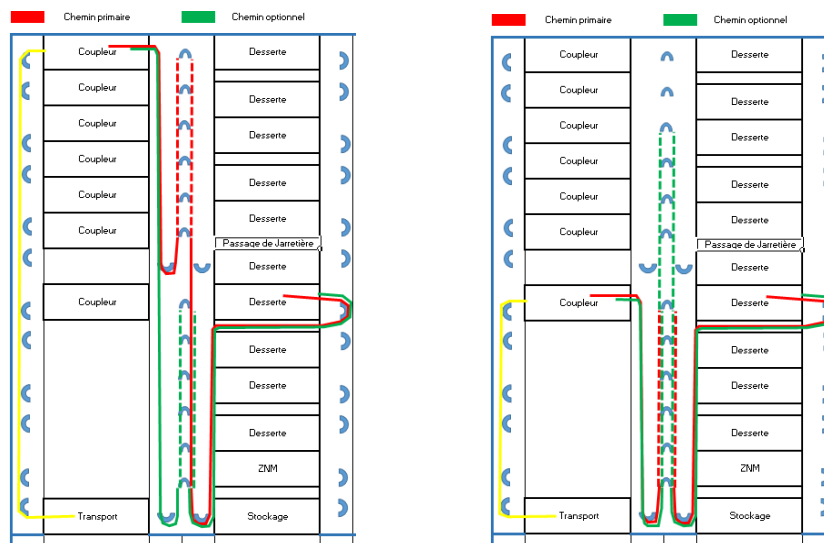 Chemin primaire
Chemin optionnel
Coupleur
Coupleur
Coupleur
Coupleur
Coupleur
Coupleur
Coupleur
Transport
Desserte
Desserte
Desserte
Desserte
Desserte
Passage de Jarretière
Desserte
Desserte
Desserte
Desserte
Desserte
ZNM
Stockage
Chemin primaire
Chemin optionnel
Coupleur
Coupleur
Coupleur
Coupleur
Coupleur
Coupleur
Coupleur
Transport
Desserte
Desserte
Desserte
Desserte
Desserte
Passage de Jarretière
Desserte
Desserte
Desserte
Desserte
Desserte
ZNM
Stockage